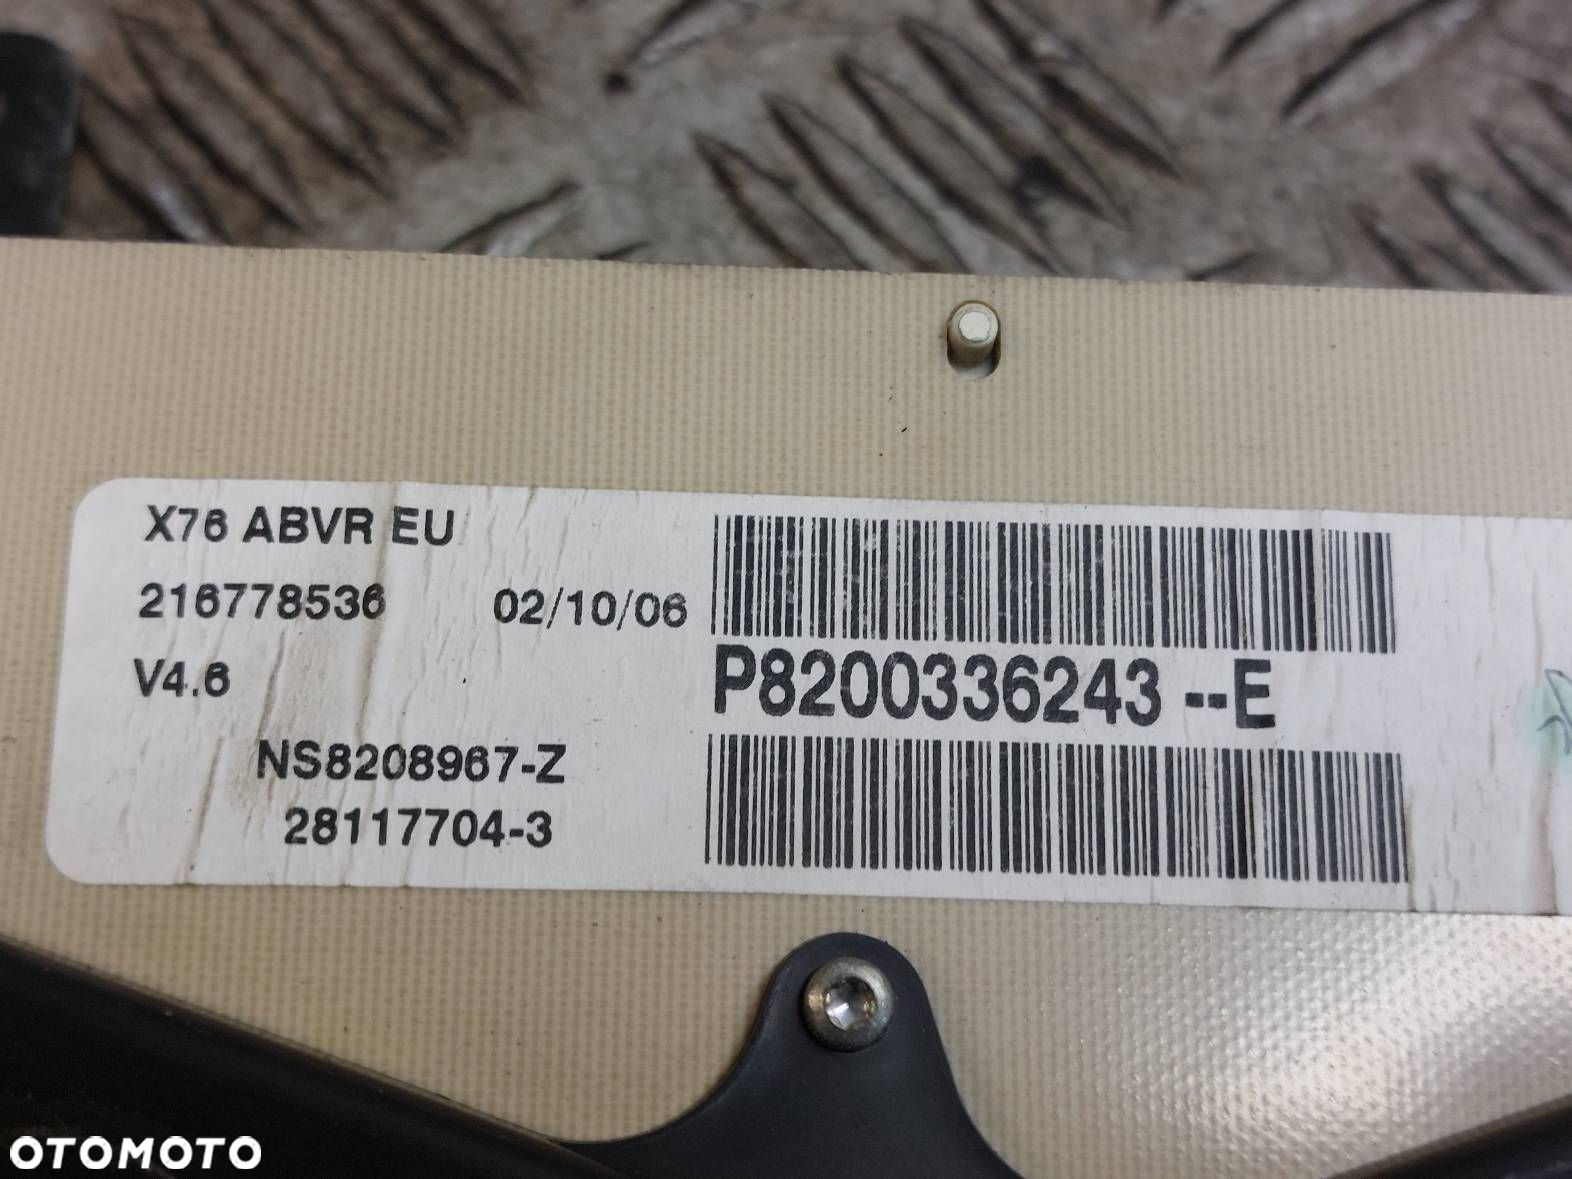 X76 ABVR EU
216778536 02/10/06
V4.6
NS8208967-Z
28117704-3
P8200336243 --E
OTOMOTO